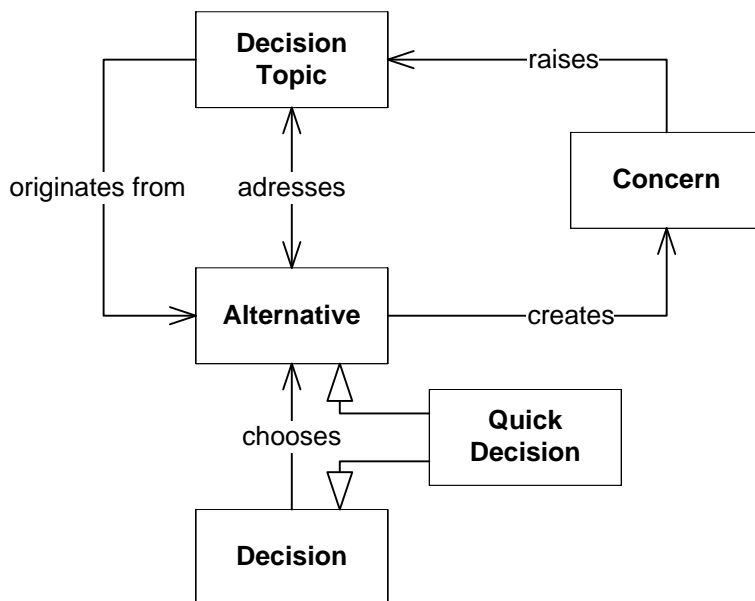 Decision
Topic
raises
originates from
adresses
Concern
Alternative
creates
chooses
Quick
Decision
Decision